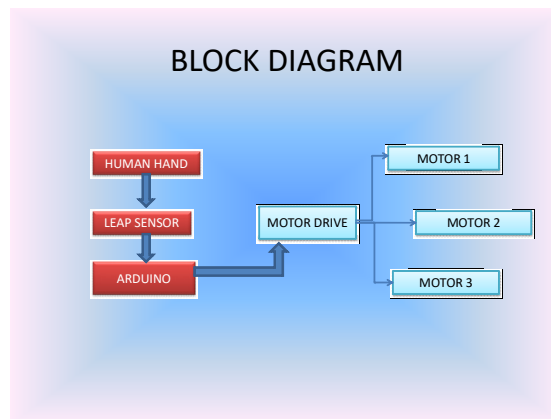 BLOCK DIAGRAM
HUMAN HAND
LEAP SENSOR
ARDUINO
MOTOR DRIVE
MOTOR 1
MOTOR 2
MOTOR 3